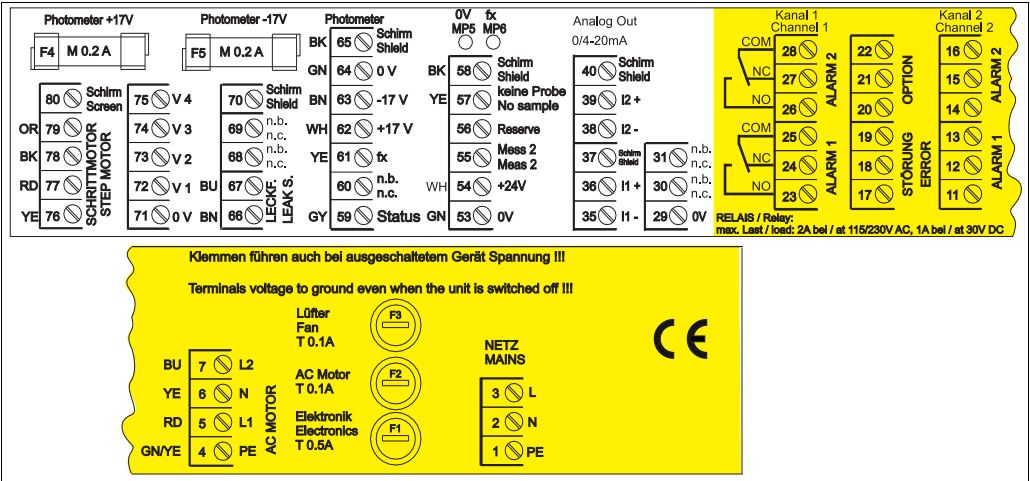 Photometer +17V
F4 M 0.2 A
Photometer -17V
F5 M 0.2 A
80 Schirm
Screen
OR 79
BK 78
RD 77
YE 76
SCHRITTMOTOR
STEP MOTOR
75 V 4
74 V 3
73 V 2
72 V 1
71 0 V
70 Schirm
Shield
69 n.b.
n.c.
68 n.b.
n.c.
BU 67
BN 66
LECKF.
LEAK S.
Photometer
BK 65 Schirm
Shield
GN 64 0 V
BN 63 -17 V
WH 62 +17 V
YE 61 fx
60 n.b.
n.c.
GY 59 Status
0V fx
MP5 MP6
BK 58 Schirm
Shield
YE 57 keine Probe
No sample
56 Reserve
55 Mess 2
Meas 2
WH 54 +24V
GN 53 0V
Analog Out
0/4-20mA
40 Schirm
Shield
39 I2 +
38 I2 -
37 Schirm
Shield
36 I1 +
35 I1 -
31 n.b.
n.c.
30 n.b.
n.c.
29 0V
Kanal 1
Channel 1
COM 28
NC 27
NO 26
ALARM 2
COM 25
NC 24
NO 23
ALARM 1
22
21
20
OPTION
19
18
17
STÖRUNG
ERROR
Kanal 2
Channel 2
16
15
14
ALARM 2
13
12
11
ALARM 1
RELAIS / Relay:
max. Last / load: 2A bei / at 115/230V AC, 1A bei / at 30V DC
Klemmen führen auch bei ausgeschaltetem Gerät Spannung !!!
Terminals voltage to ground even when the unit is switched off !!!
Lüfter
Fan
T 0.1A
F3
AC Motor
T 0.1A
F2
Elektronik
Electronics
T 0.5A
F1
BU 7 L2
YE 6 N
RD 5 L1
GN/YE 4 PE
AC MOTOR
NETZ
MAINS
3 L
2 N
1 PE
CE